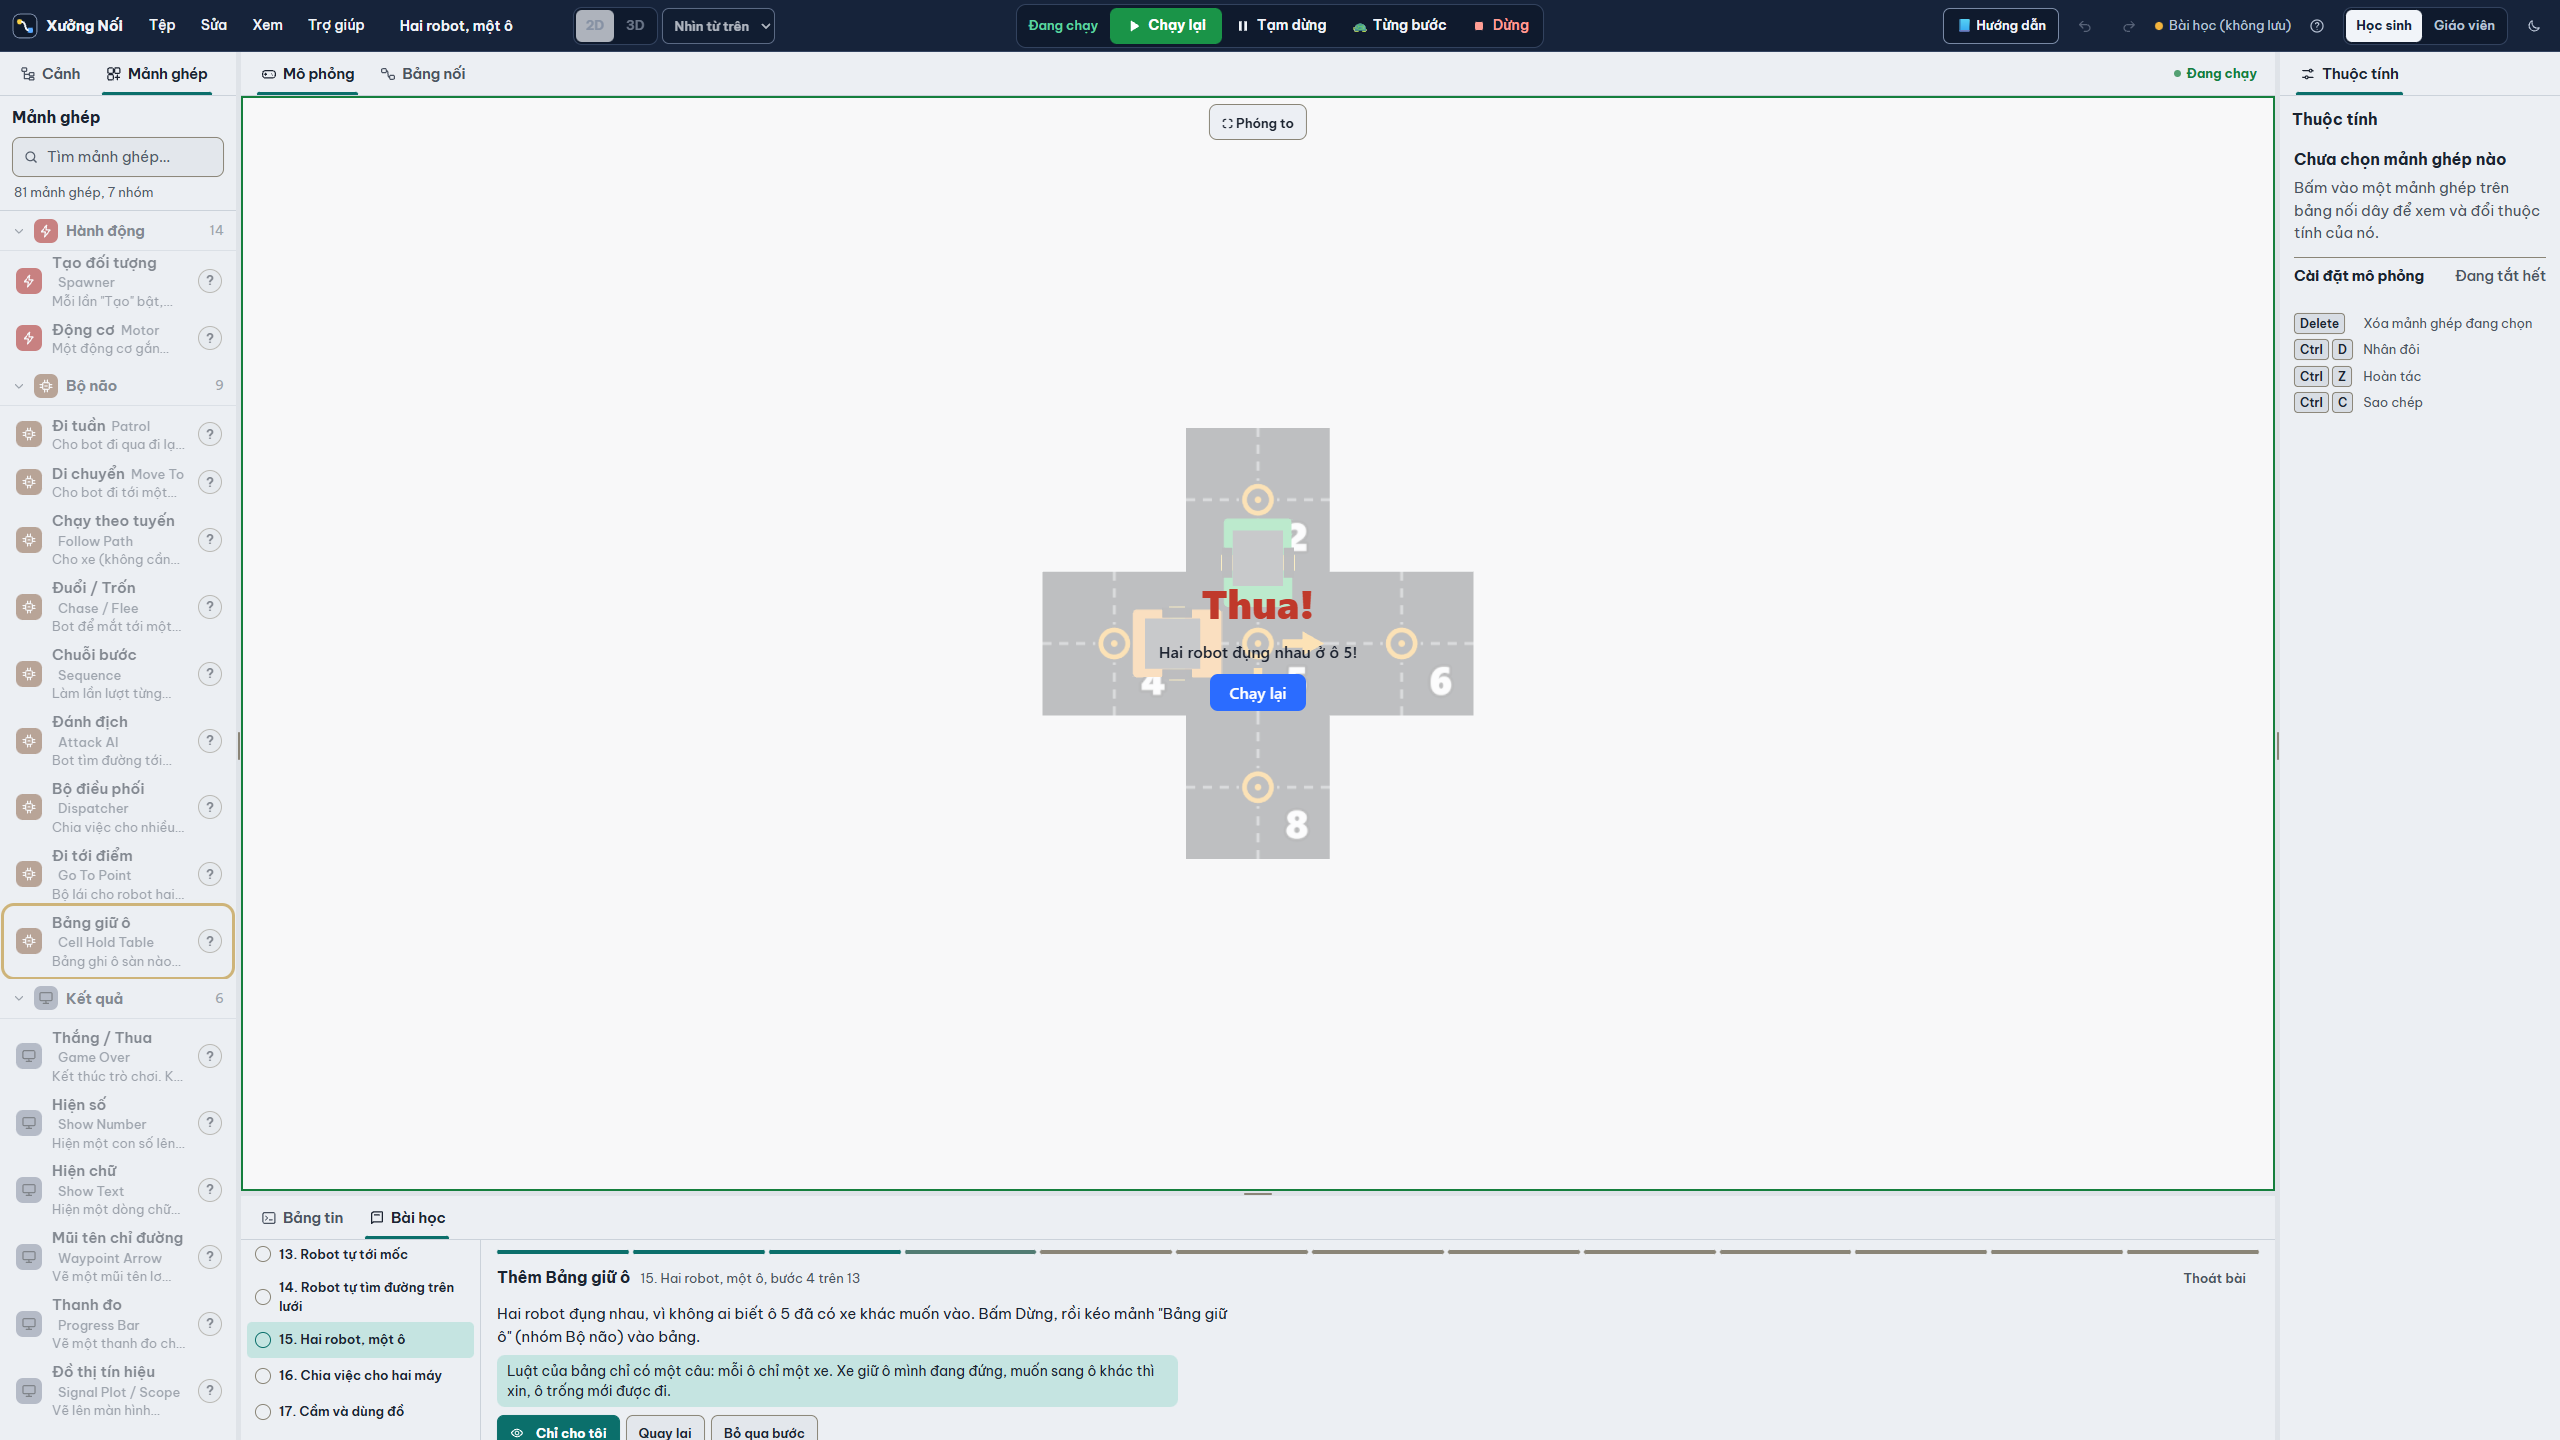 Xưởng Nối Tệp Sửa Xem Trợ giúp Hai robot, một ô 2D 3D Nhìn từ trên Đang chạy Chạy lại Tạm dừng Từng bước Dừng Hướng dẫn Bài học (không lưu) Học sinh Giáo viên
Cảnh Mảnh ghép
Mô phỏng Bảng nối
Đang chạy
Thuộc tính
Mảnh ghép
Tìm mảnh ghép...
81 mảnh ghép, 7 nhóm
Hành động 14
Tạo đối tượng
Spawner
Mỗi lần "Tạo" bật,...
?
Động cơ Motor
Một động cơ gắn...
?
Bộ não 9
Đi tuần Patrol
Cho bot đi qua đi lạ...
?
Di chuyển Move To
Cho bot đi tới một...
?
Chạy theo tuyến
Follow Path
Cho xe (không cần...
?
Đuổi / Trốn
Chase / Flee
Bot để mắt tới một...
?
Chuỗi bước
Sequence
Làm lần lượt từng...
?
Đánh địch
Attack AI
Bot tìm đường tới...
?
Bộ điều phối
Dispatcher
Chia việc cho nhiều...
?
Đi tới điểm
Go To Point
Bộ lái cho robot hai...
?
Bảng giữ ô
Cell Hold Table
Bảng ghi ô sàn nào...
?
Kết quả 6
Thắng / Thua
Game Over
Kết thúc trò chơi. K...
?
Hiện số
Show Number
Hiện một con số lên...
?
Hiện chữ
Show Text
Hiện một dòng chữ...
?
Mũi tên chỉ đường
Waypoint Arrow
Vẽ một mũi tên lơ...
?
Thanh đo
Progress Bar
Vẽ một thanh đo ch...
?
Đồ thị tín hiệu
Signal Plot / Scope
Vẽ lên màn hình...
?
Phóng to
2
Thua!
Hai robot đụng nhau ở ô 5!
Chạy lại
4
6
8
Thuộc tính
Chưa chọn mảnh ghép nào
Bấm vào một mảnh ghép trên
bảng nối dây để xem và đổi thuộc
tính của nó.
Cài đặt mô phỏng Đang tắt hết
Delete Xóa mảnh ghép đang chọn
Ctrl D Nhân đôi
Ctrl Z Hoàn tác
Ctrl C Sao chép
Bảng tin Bài học
13. Robot tự tới mốc
14. Robot tự tìm đường trên
lưới
15. Hai robot, một ô
16. Chia việc cho hai máy
17. Cầm và dùng đồ
Thêm Bảng giữ ô 15. Hai robot, một ô, bước 4 trên 13
Thoát bài
Hai robot đụng nhau, vì không ai biết ô 5 đã có xe khác muốn vào. Bấm Dừng, rồi kéo mảnh "Bảng giữ
ô" (nhóm Bộ não) vào bảng.
Luật của bảng chỉ có một câu: mỗi ô chỉ một xe. Xe giữ ô mình đang đứng, muốn sang ô khác thì
xin, ô trống mới được đi.
Chỉ cho tôi Quay lại Bỏ qua bước